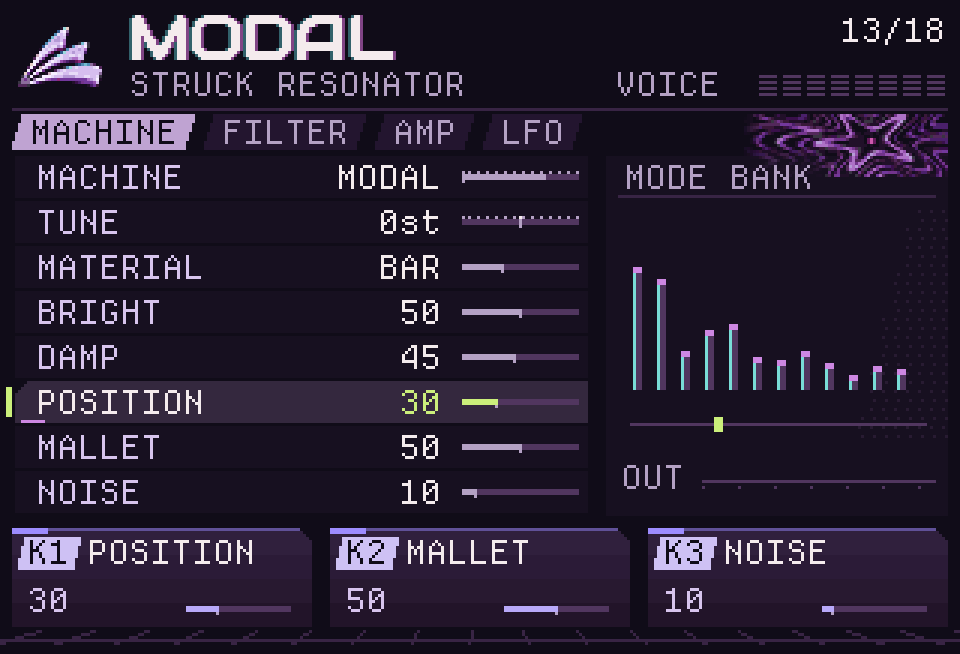 MODAL
13/18
STRUCK RESONATOR
VOICE
MACHINE FILTER AMP LFO
MACHINE MODAL
TUNE 0st
MATERIAL BAR
BRIGHT 50
DAMP 45
POSITION 30
MALLET 50
NOISE 10
MODE BANK
OUT
K1 POSITION
30
K2 MALLET
50
K3 NOISE
10